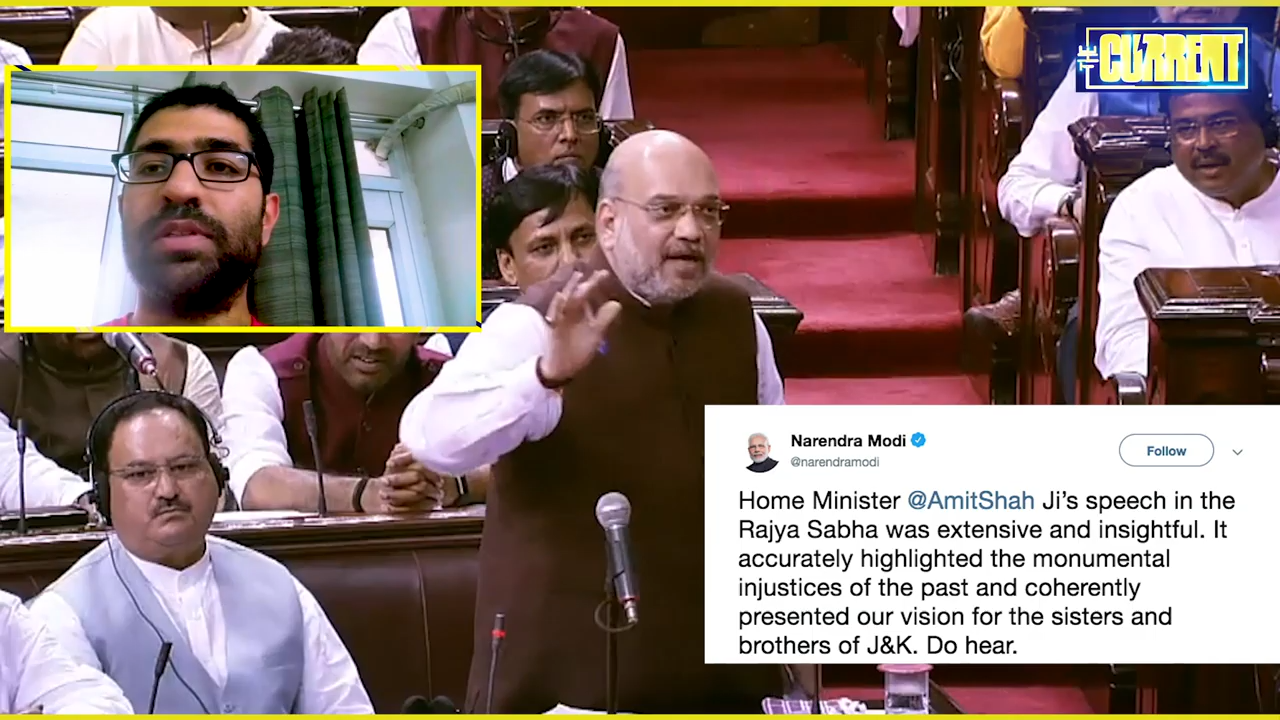 THE CURRENT
Narendra Modi
@narendramodi
Follow
Home Minister @AmitShah Ji’s speech in the
Rajya Sabha was extensive and insightful. It
accurately highlighted the monumental
injustices of the past and coherently
presented our vision for the sisters and
brothers of J&K. Do hear.